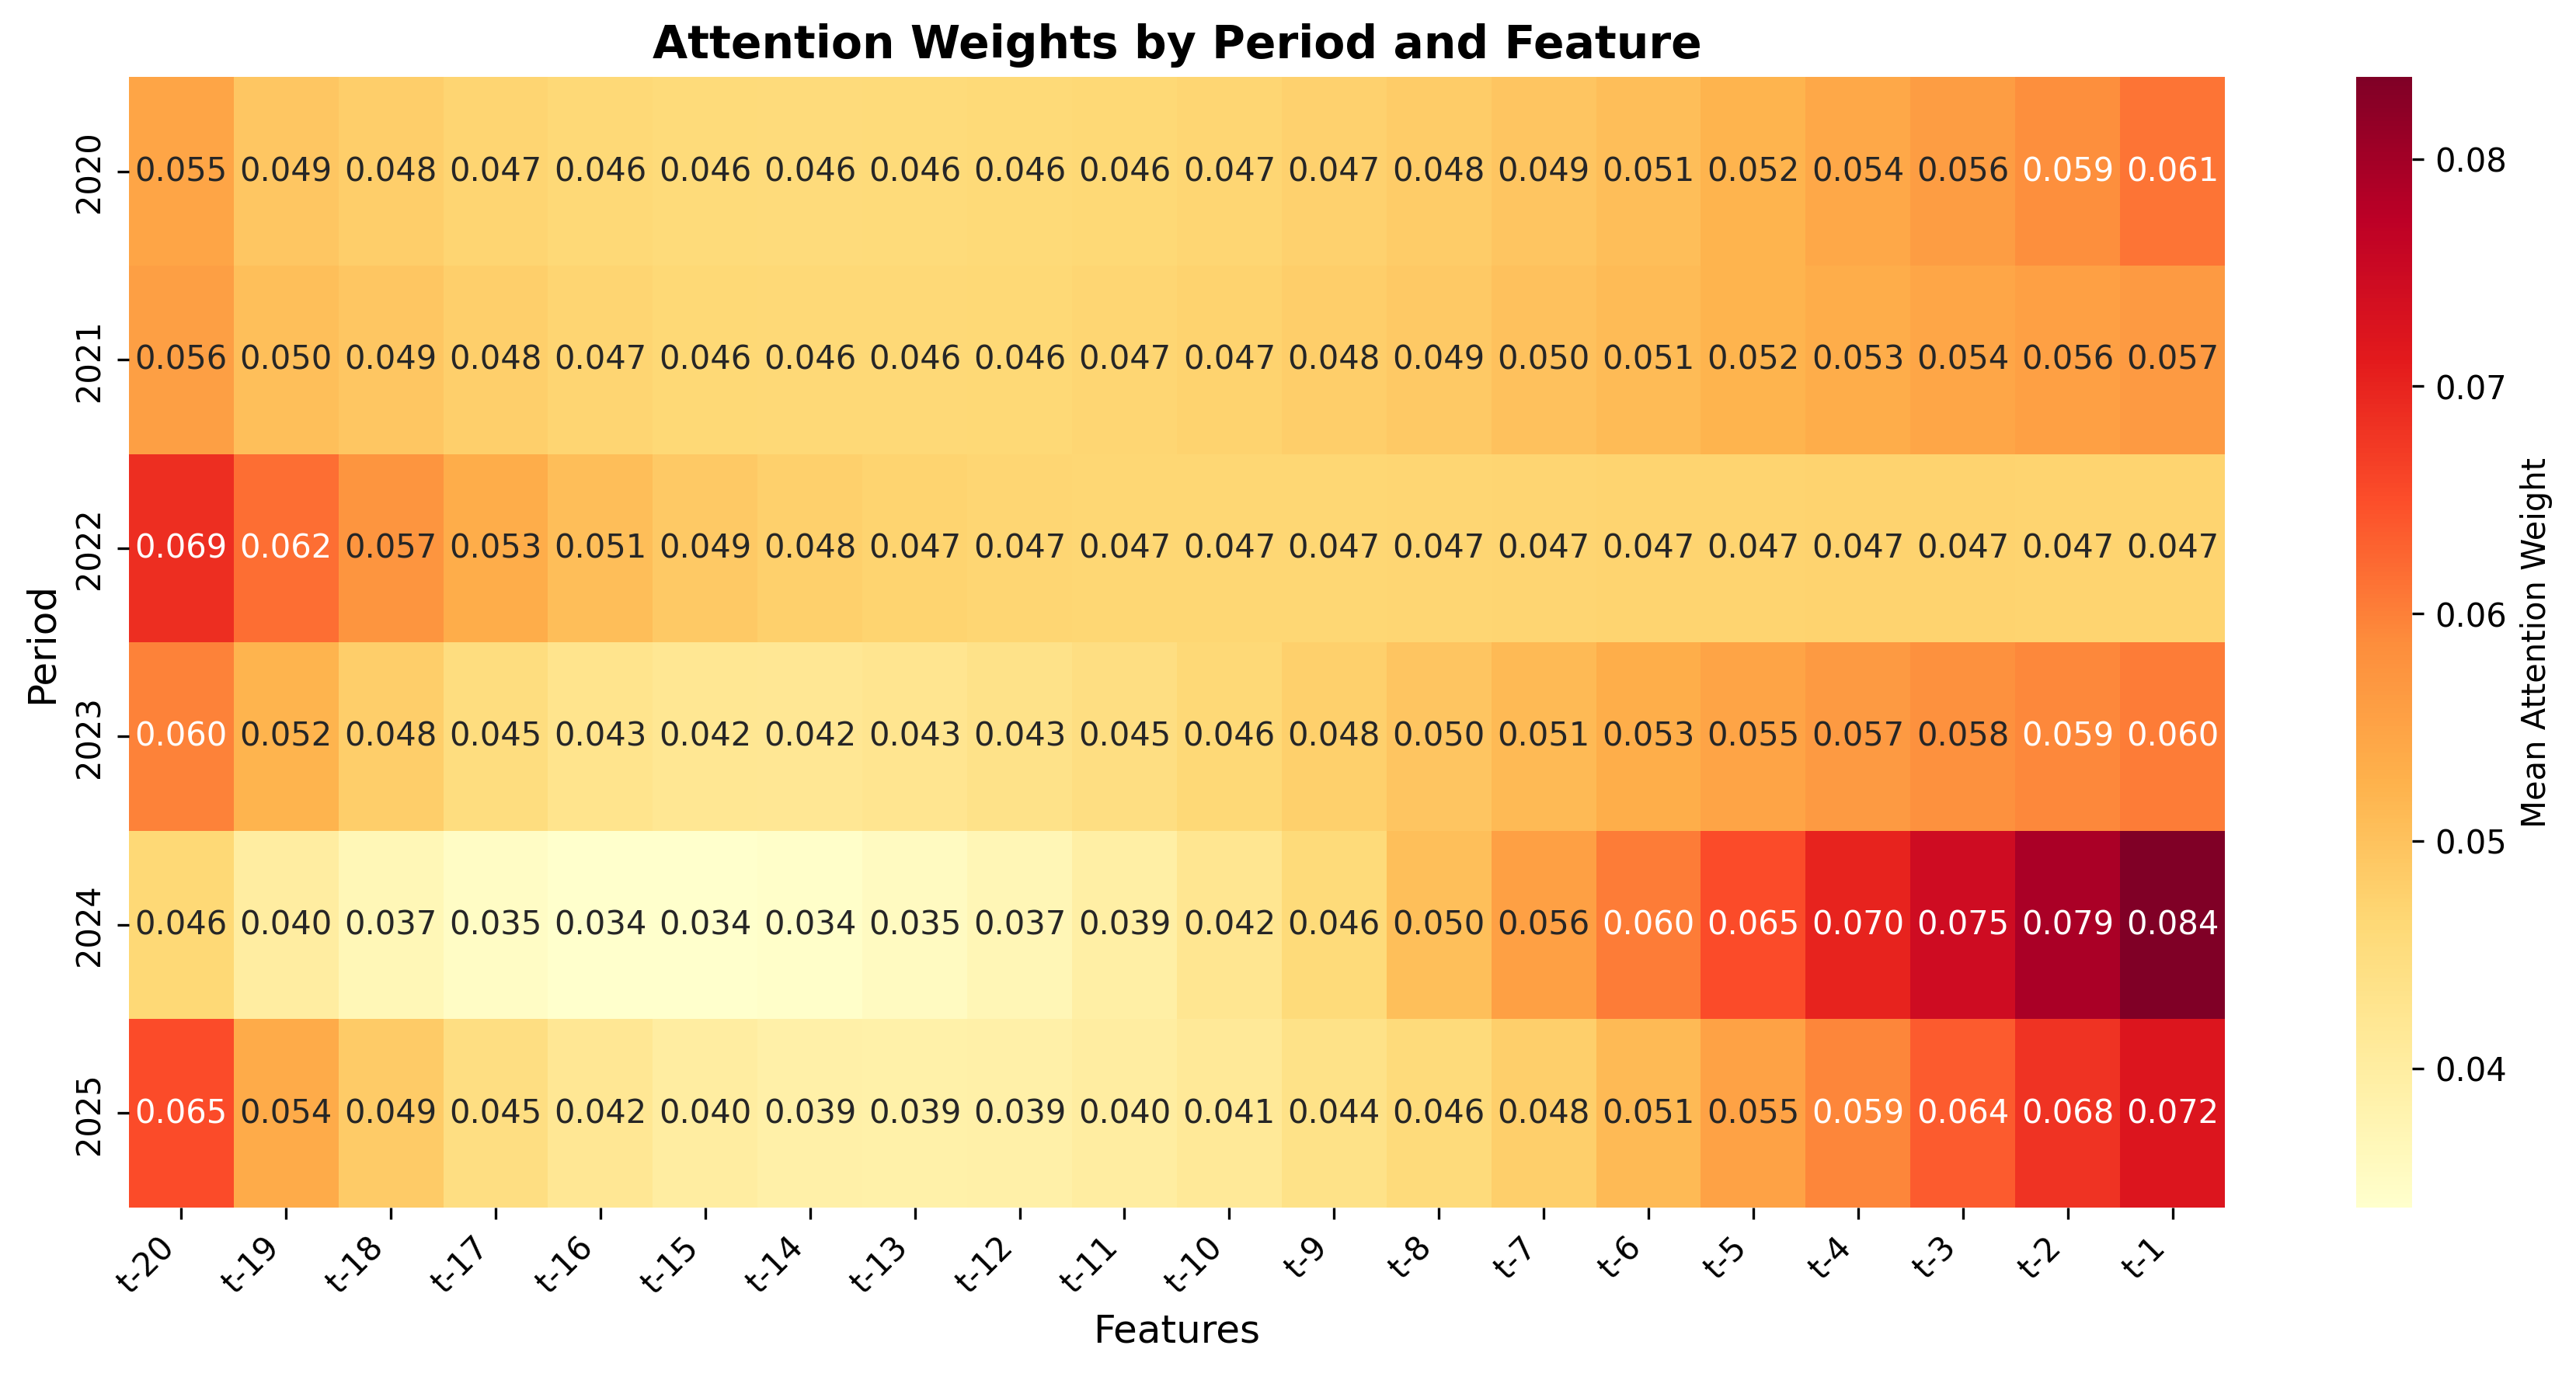 Attention Weights by Period and Feature
2020 0.055 0.049 0.048 0.047 0.046 0.046 0.046 0.046 0.046 0.046 0.047 0.047 0.048 0.049 0.051 0.052 0.054 0.056 0.059 0.061
2021 0.056 0.050 0.049 0.048 0.047 0.046 0.046 0.046 0.046 0.047 0.047 0.048 0.049 0.050 0.051 0.052 0.053 0.054 0.056 0.057
2022 0.069 0.062 0.057 0.053 0.051 0.049 0.048 0.047 0.047 0.047 0.047 0.047 0.047 0.047 0.047 0.047 0.047 0.047 0.047 0.047
2023 0.060 0.052 0.048 0.045 0.043 0.042 0.042 0.043 0.043 0.045 0.046 0.048 0.050 0.051 0.053 0.055 0.057 0.058 0.059 0.060
2024 0.046 0.040 0.037 0.035 0.034 0.034 0.034 0.035 0.037 0.039 0.042 0.046 0.050 0.056 0.060 0.065 0.070 0.075 0.079 0.084
2025 0.065 0.054 0.049 0.045 0.042 0.040 0.039 0.039 0.039 0.040 0.041 0.044 0.046 0.048 0.051 0.055 0.059 0.064 0.068 0.072
Period
t-20 t-19 t-18 t-17 t-16 t-15 t-14 t-13 t-12 t-11 t-10 t-9 t-8 t-7 t-6 t-5 t-4 t-3 t-2 t-1
Features
0.08
0.07
0.06
0.05
0.04
Mean Attention Weight